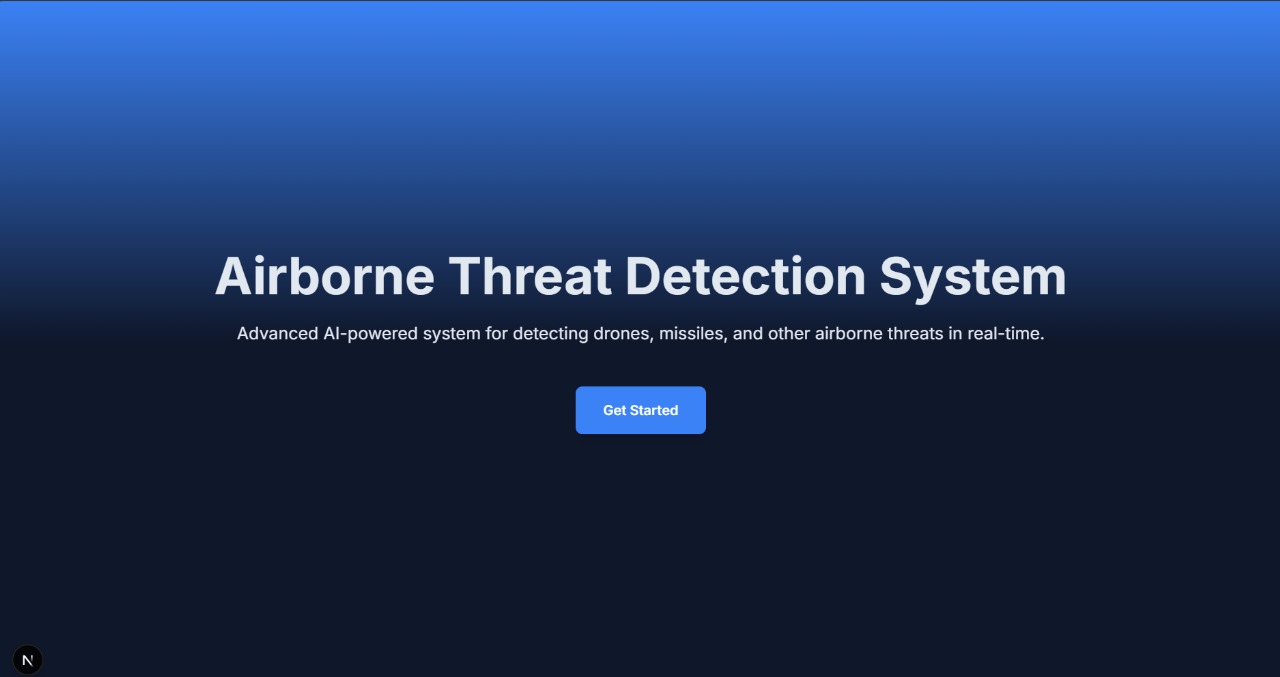 Airborne Threat Detection System
Advanced AI-powered system for detecting drones, missiles, and other airborne threats in real-time.
Get Started
N